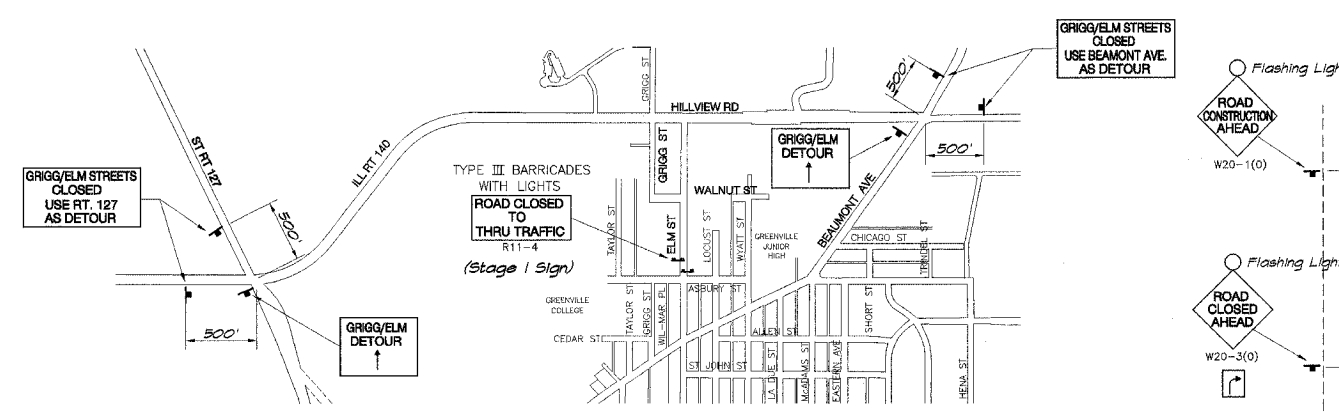 GRIGG/ELM STREETS
CLOSED
USE BEAMONT AVE.
AS DETOUR
500'
GRIGG ST
HILLVIEW RD
GRIGG/ELM
DETOUR
500'
ST RT 127
ILL RT 140
TYPE III BARRICADES
WITH LIGHTS
ROAD CLOSED
TO
THRU TRAFFIC
R11-4
(Stage 1 Sign)
GRIGG ST
WALNUT ST
BEAUMONT AVE
GRIGG/ELM STREETS
CLOSED
USE RT. 127
AS DETOUR
500'
500'
GRIGG/ELM
DETOUR
TAYLOR ST
ELM ST
LOCUST ST
WYATT ST
GREENVILLE
JUNIOR
HIGH
CHICAGO ST
TRINDEL ST
ASBURY ST
GREENVILLE
COLLEGE
TAYLOR ST
GRIGG ST
WIL-MAR PL
CEDAR ST
ALLEN ST
SHORT ST
ST JOHN ST
LA DUE ST
McADAMS ST
EASTERN AVE
HENA ST
Flashing Ligh
ROAD
CONSTRUCTION
AHEAD
W20-1(O)
Flashing Ligh
ROAD
CLOSED
AHEAD
W20-3(O)